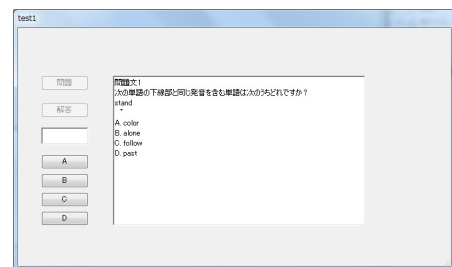 test1
問題
解答
A
B
C
D
問題文1
次の単語の下線部と同じ発音を含む単語は次のうちどれですか？
stand
~
A. color
B. alone
C. follow
D. past